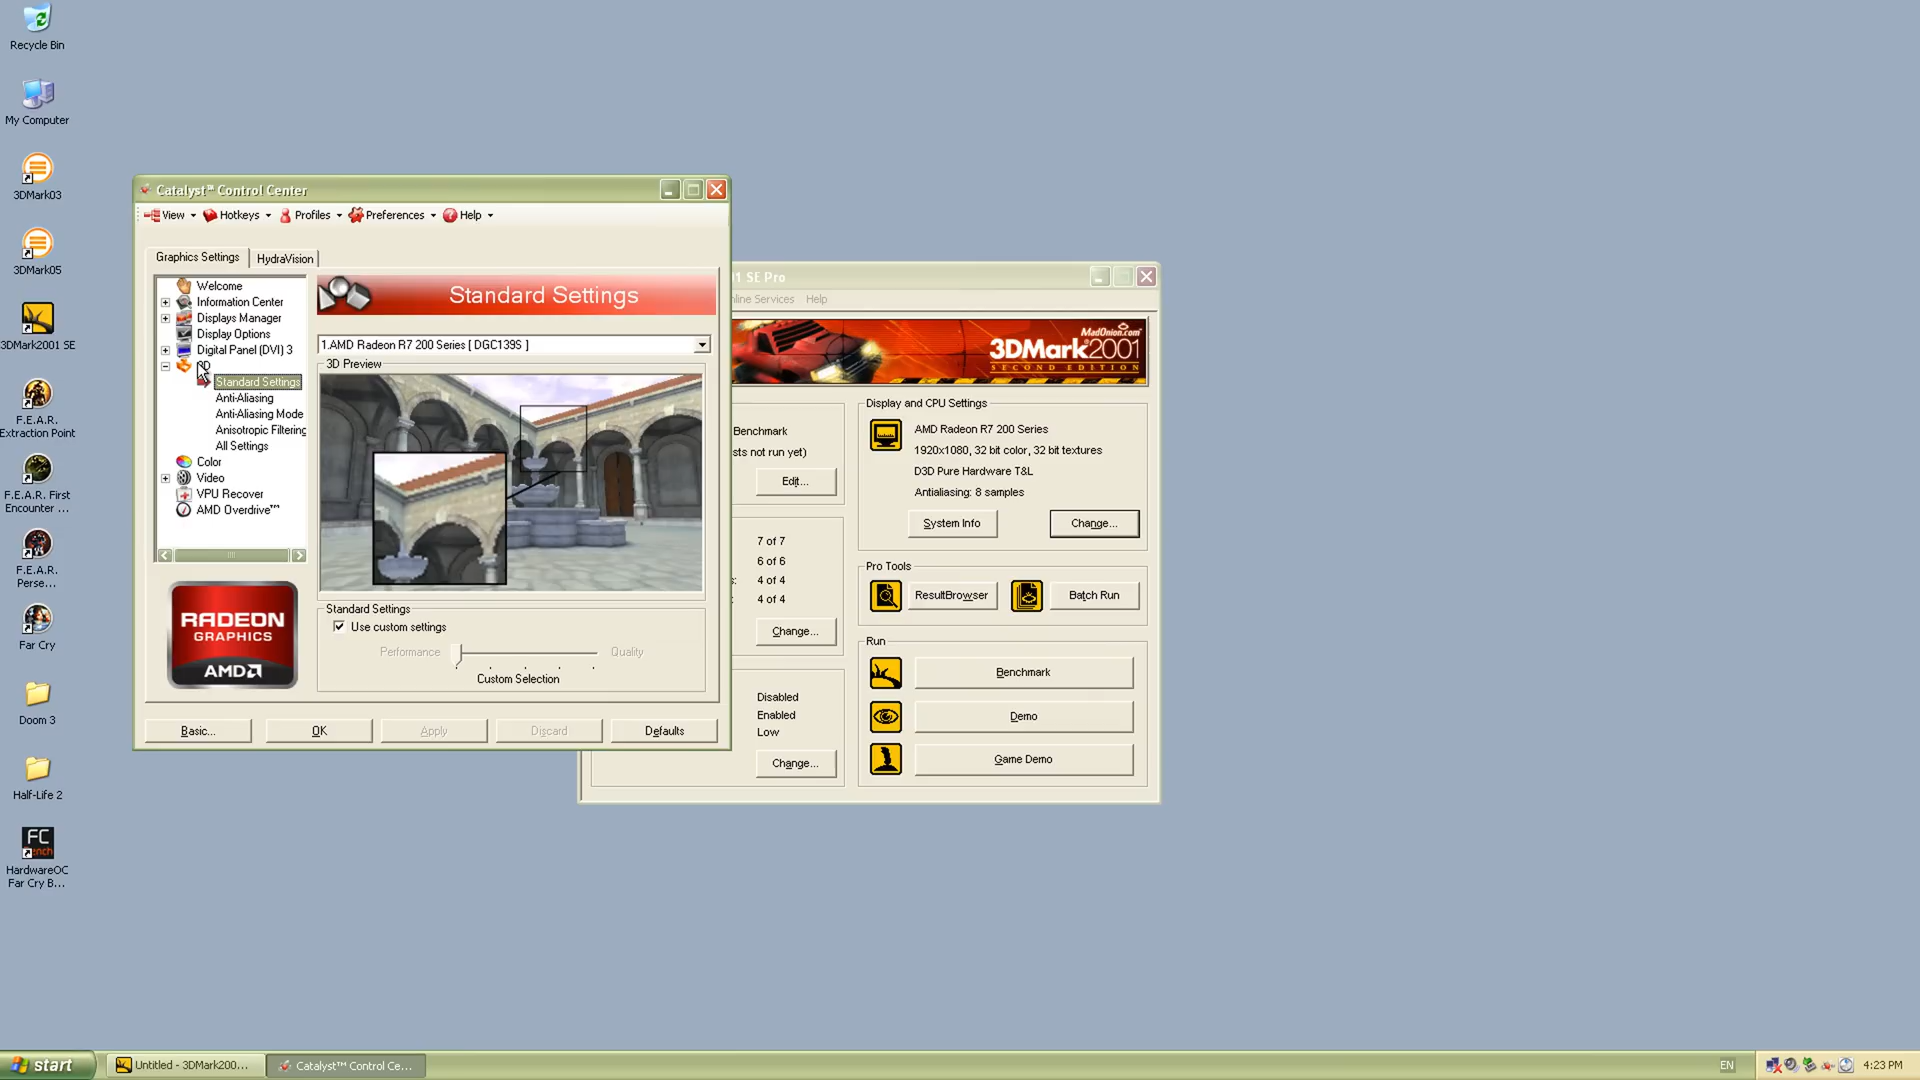 Recycle Bin
My Computer
3DMark03
3DMark05
3DMark2001 SE
F.E.A.R.
Extraction Point
F.E.A.R. First
Encounter ...
F.E.A.R.
Perse...
Far Cry
Doom 3
Half-Life 2
HardwareOC
Far Cry B...
Catalyst™ Control Center
View
Hotkeys
Profiles
Preferences
Help
Graphics Settings
HydraVision
Welcome
Information Center
Displays Manager
Display Options
Digital Panel (DVI) 3
Standard Settings
Anti-Aliasing
Anti-Aliasing Mode
Anisotropic Filtering
All Settings
Color
Video
VPU Recover
AMD Overdrive™
RADEON
GRAPHICS
AMD
Standard Settings
1.AMD Radeon R7 200 Series [ DGC139S ]
3D Preview
Standard Settings
Use custom settings
Performance
Quality
Custom Selection
Basic...
OK
Apply
Discard
Defaults
1 SE Pro
nline Services
Help
MadOnion.com
3DMark2001
SECOND EDITION
Benchmark
sts not run yet)
Edit...
7 of 7
6 of 6
4 of 4
4 of 4
Change...
Disabled
Enabled
Low
Change...
Display and CPU Settings
AMD Radeon R7 200 Series
1920x1080, 32 bit color, 32 bit textures
D3D Pure Hardware T&L
Antialiasing: 8 samples
System Info
Change...
Pro Tools
ResultBrowser
Batch Run
Run
Benchmark
Demo
Game Demo
start
Untitled - 3DMark200...
Catalyst™ Control Ce...
EN
4:23 PM